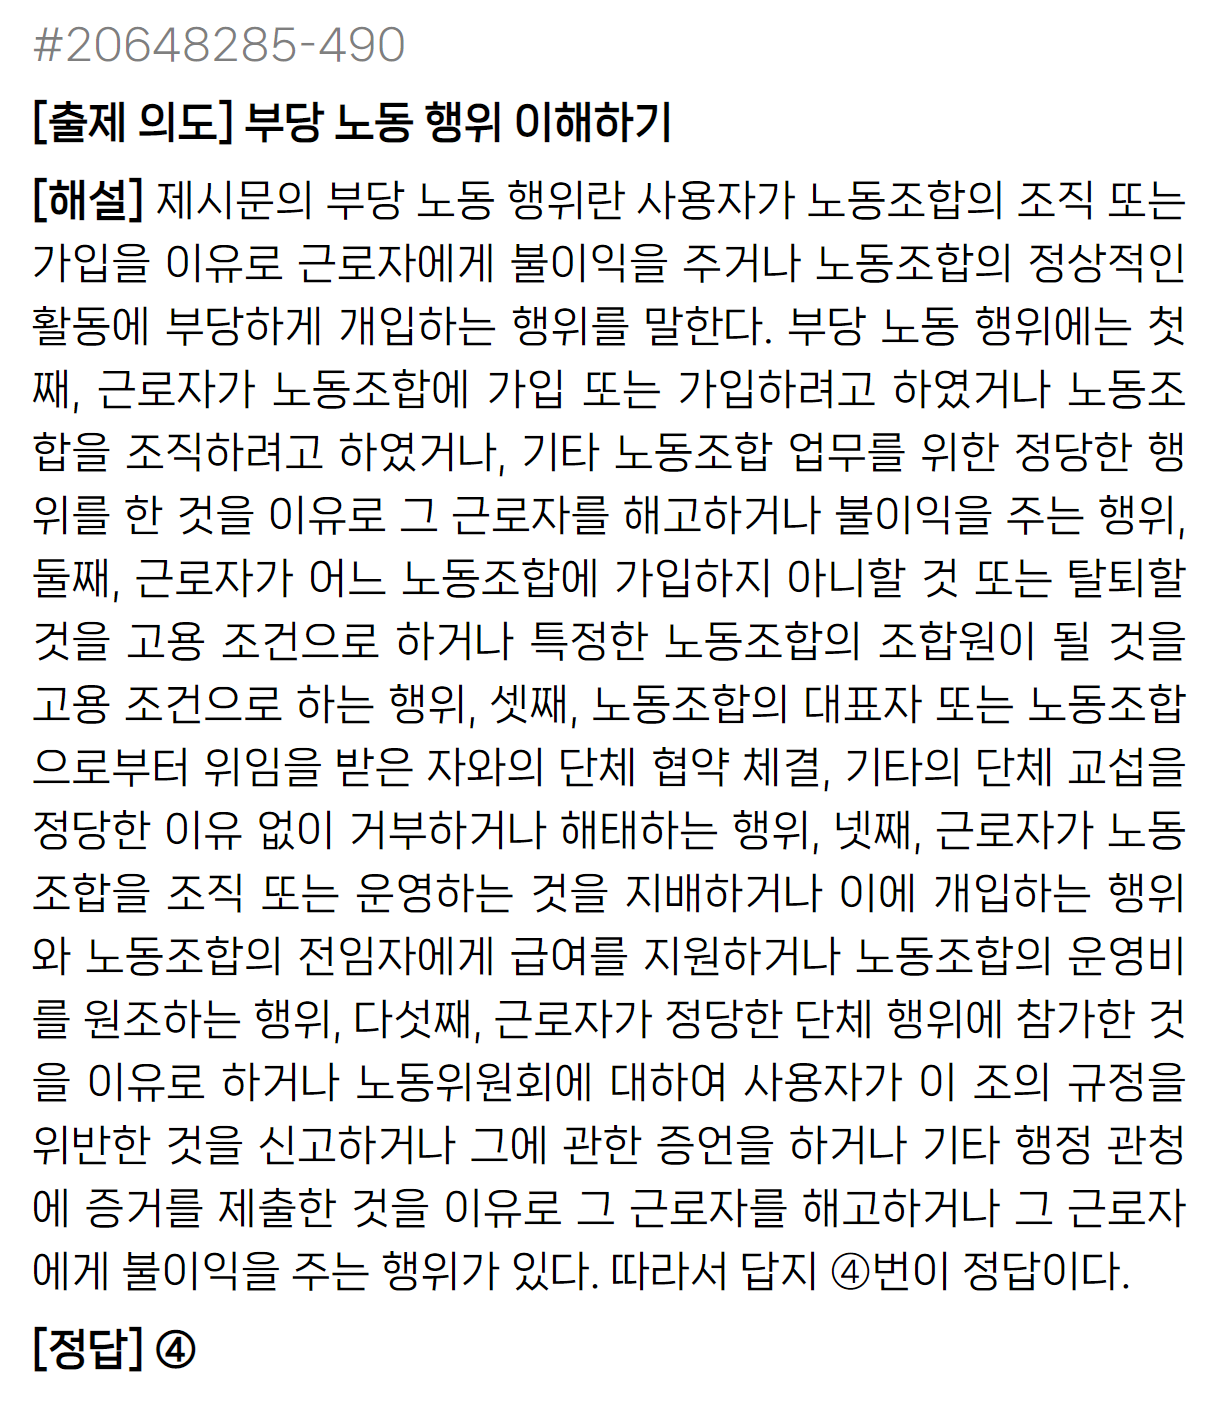 #20648285-490
[출제 의도] 부당 노동 행위 이해하기
[해설] 제시문의 부당 노동 행위란 사용자가 노동조합의 조직 또는
가입을 이유로 근로자에게 불이익을 주거나 노동조합의 정상적인
활동에 부당하게 개입하는 행위를 말한다. 부당 노동 행위에는 첫
째, 근로자가 노동조합에 가입 또는 가입하려고 하였거나 노동조
합을 조직하려고 하였거나, 기타 노동조합 업무를 위한 정당한 행
위를 한 것을 이유로 그 근로자를 해고하거나 불이익을 주는 행위,
둘째, 근로자가 어느 노동조합에 가입하지 아니할 것 또는 탈퇴할
것을 고용 조건으로 하거나 특정한 노동조합의 조합원이 될 것을
고용 조건으로 하는 행위, 셋째, 노동조합의 대표자 또는 노동조합
으로부터 위임을 받은 자와의 단체 협약 체결, 기타의 단체 교섭을
정당한 이유 없이 거부하거나 해태하는 행위, 넷째, 근로자가 노동
조합을 조직 또는 운영하는 것을 지배하거나 이에 개입하는 행위
와 노동조합의 전임자에게 급여를 지원하거나 노동조합의 운영비
를 원조하는 행위, 다섯째, 근로자가 정당한 단체 행위에 참가한 것
을 이유로 하거나 노동위원회에 대하여 사용자가 이 조의 규정을
위반한 것을 신고하거나 그에 관한 증언을 하거나 기타 행정 관청
에 증거를 제출한 것을 이유로 그 근로자를 해고하거나 그 근로자
에게 불이익을 주는 행위가 있다. 따라서 답지 ④번이 정답이다.
[정답] ④